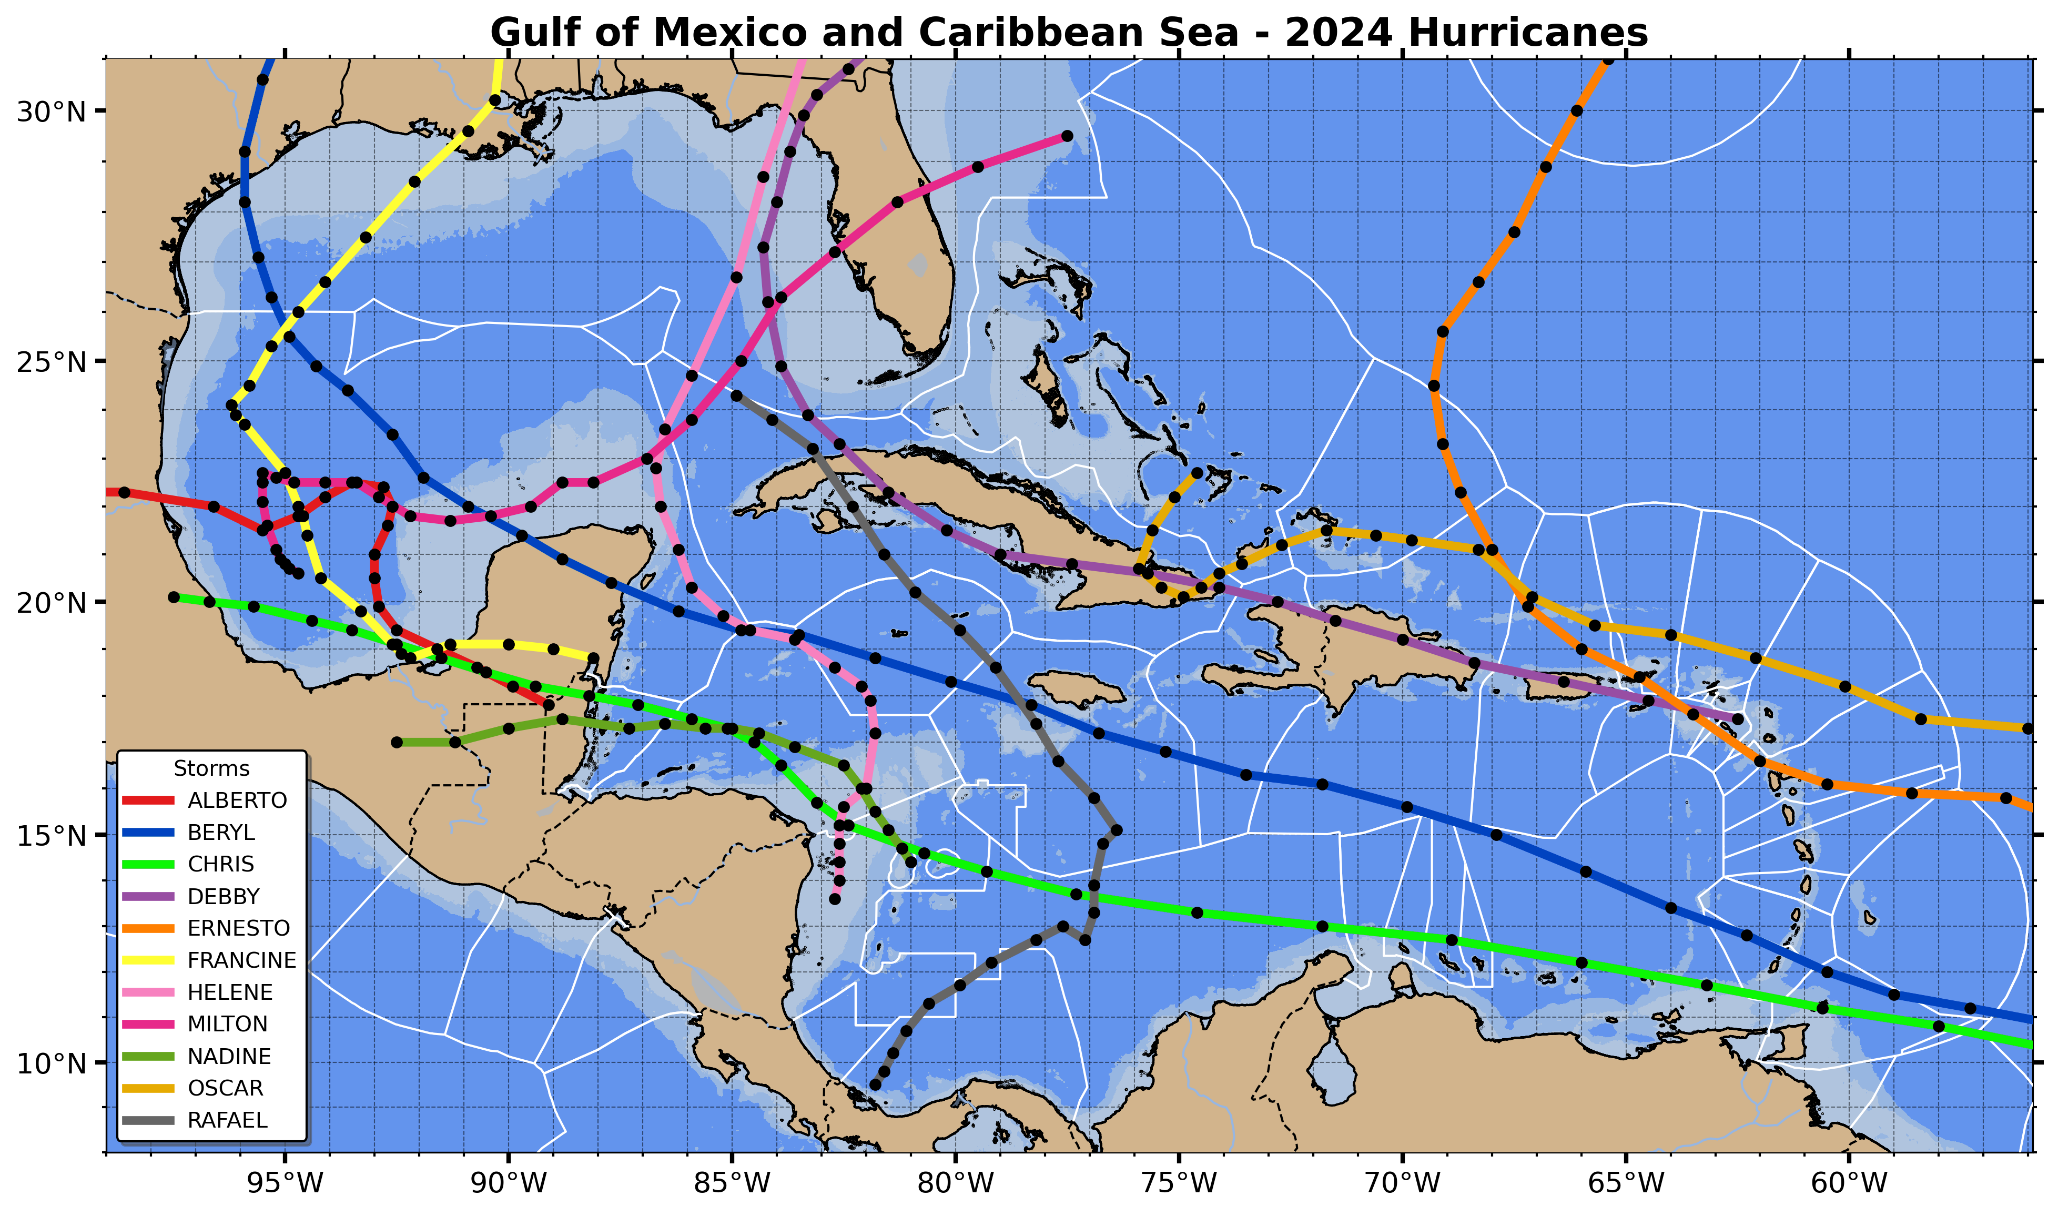 Gulf of Mexico and Caribbean Sea - 2024 Hurricanes
30°N
25°N
20°N
15°N
10°N
Storms
ALBERTO
BERYL
CHRIS
DEBBY
ERNESTO
FRANCINE
HELENE
MILTON
NADINE
OSCAR
RAFAEL
95°W 90°W 85°W 80°W 75°W 70°W 65°W 60°W